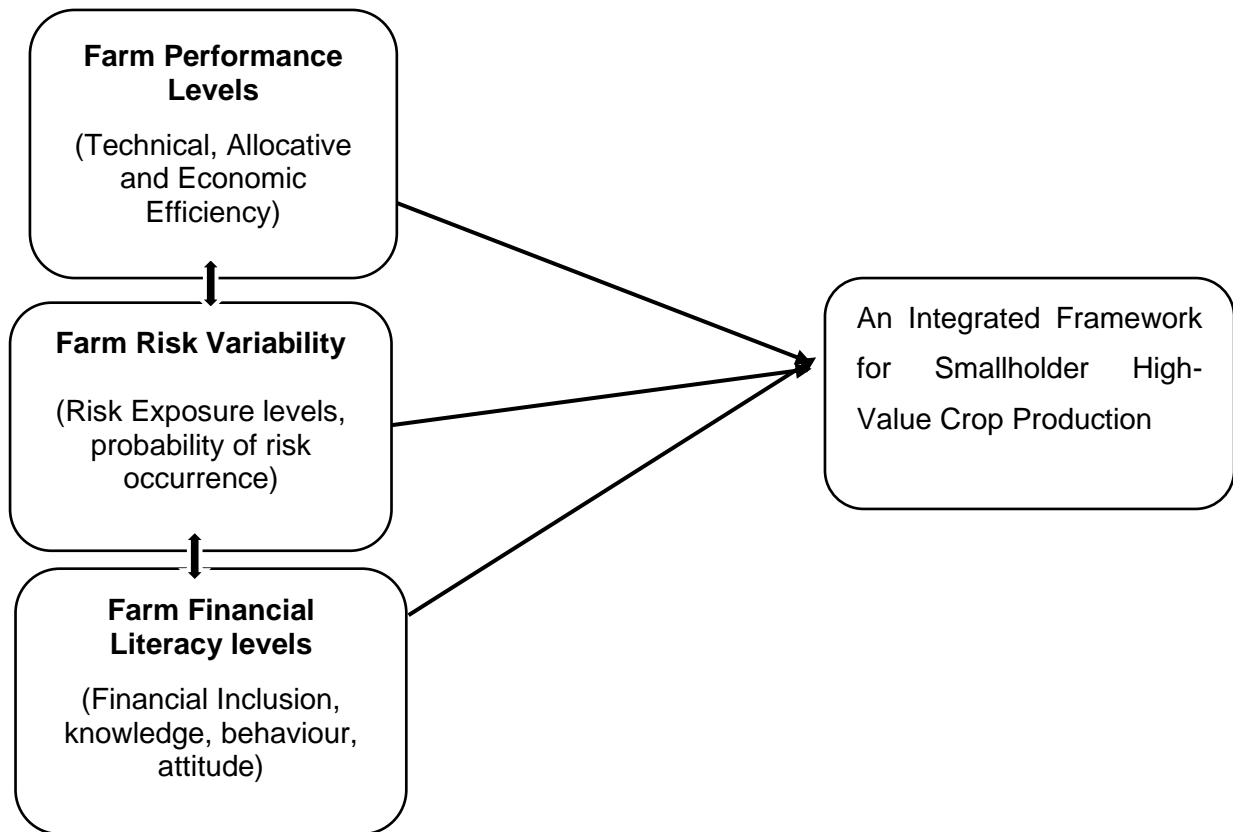 Farm Performance
Levels
(Technical, Allocative
and Economic
Efficiency)
Farm Risk Variability
(Risk Exposure levels,
probability of risk
occurrence)
Farm Financial
Literacy levels
(Financial Inclusion,
knowledge, behaviour,
attitude)
An Integrated Framework
for Smallholder High-
Value Crop Production